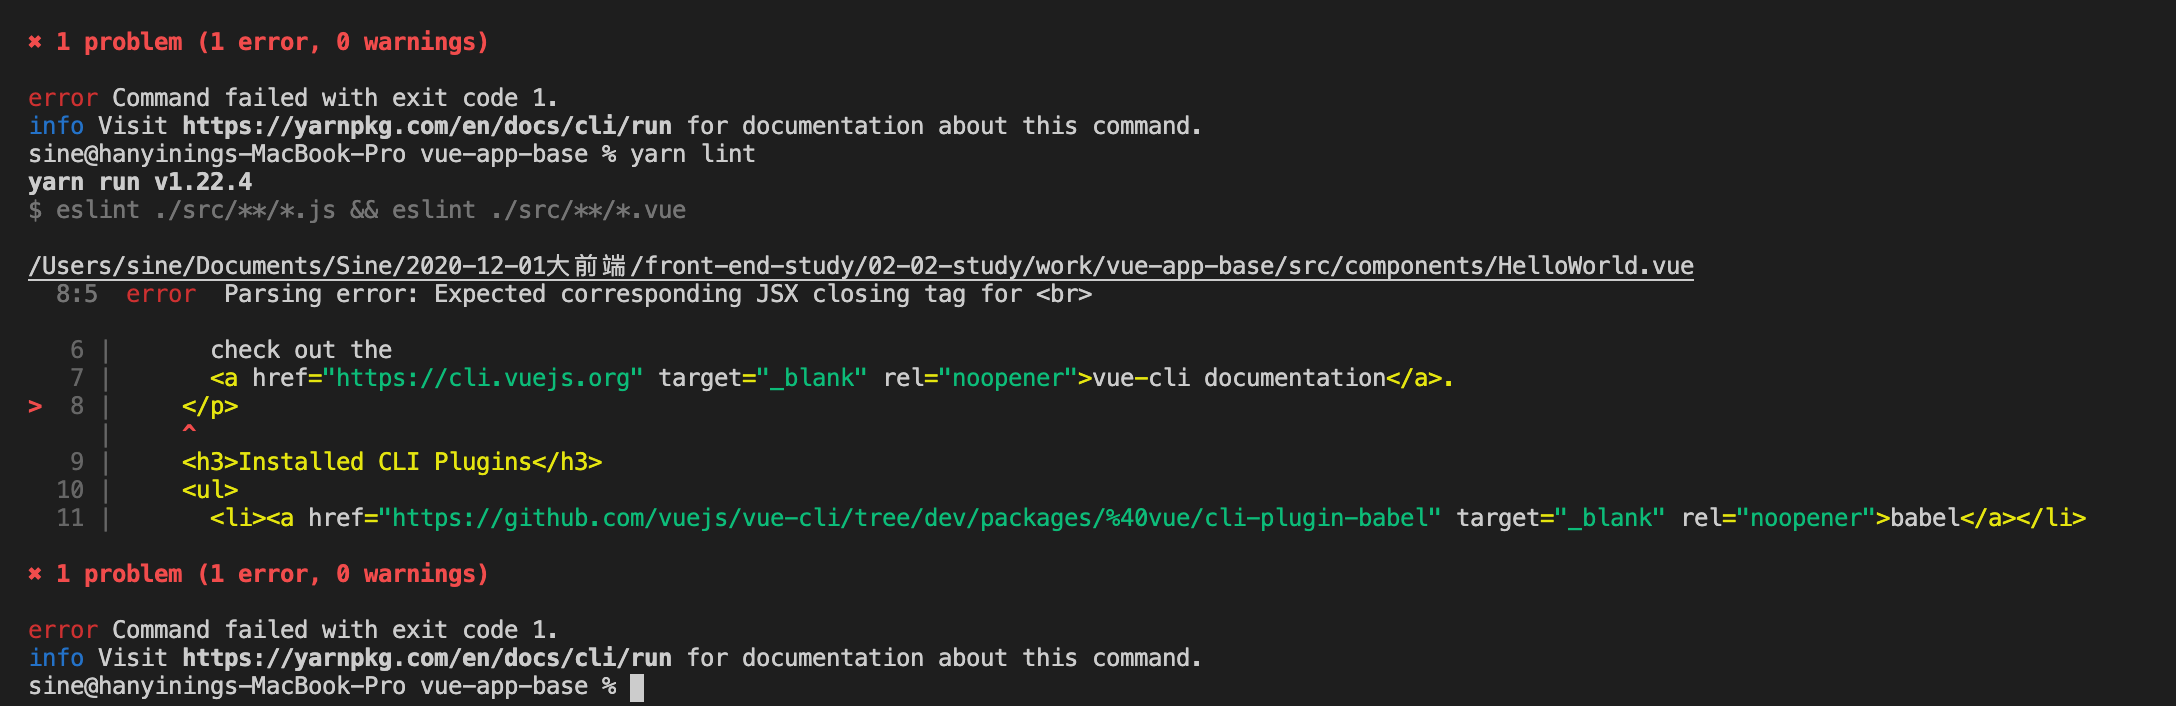 ✖ 1 problem (1 error, 0 warnings)
error Command failed with exit code 1.
info Visit https://yarnpkg.com/en/docs/cli/run for documentation about this command.
sine@hanyinings-MacBook-Pro vue-app-base % yarn lint
yarn run v1.22.4
$ eslint ./src/**/*.js && eslint ./src/**/*.vue
/Users/sine/Documents/Sine/2020-12-01大前端/front-end-study/02-02-study/work/vue-app-base/src/components/HelloWorld.vue
8:5 error Parsing error: Expected corresponding JSX closing tag for <br>
6 | check out the
7 | <a href="https://cli.vuejs.org" target="_blank" rel="noopener">vue-cli documentation</a>.
> 8 | </p>
| ^
9 | <h3>Installed CLI Plugins</h3>
10 | <ul>
11 | <li><a href="https://github.com/vuejs/vue-cli/tree/dev/packages/%40vue/cli-plugin-babel" target="_blank" rel="noopener">babel</a></li>
✖ 1 problem (1 error, 0 warnings)
error Command failed with exit code 1.
info Visit https://yarnpkg.com/en/docs/cli/run for documentation about this command.
sine@hanyinings-MacBook-Pro vue-app-base %